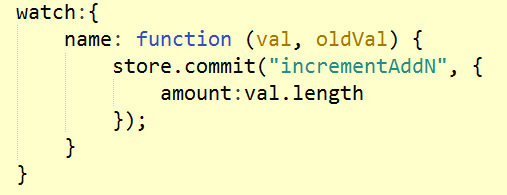 watch:{
    name: function (val, oldVal) {
        store.commit("incrementAddN", {
            amount:val.length
        });
    }
}